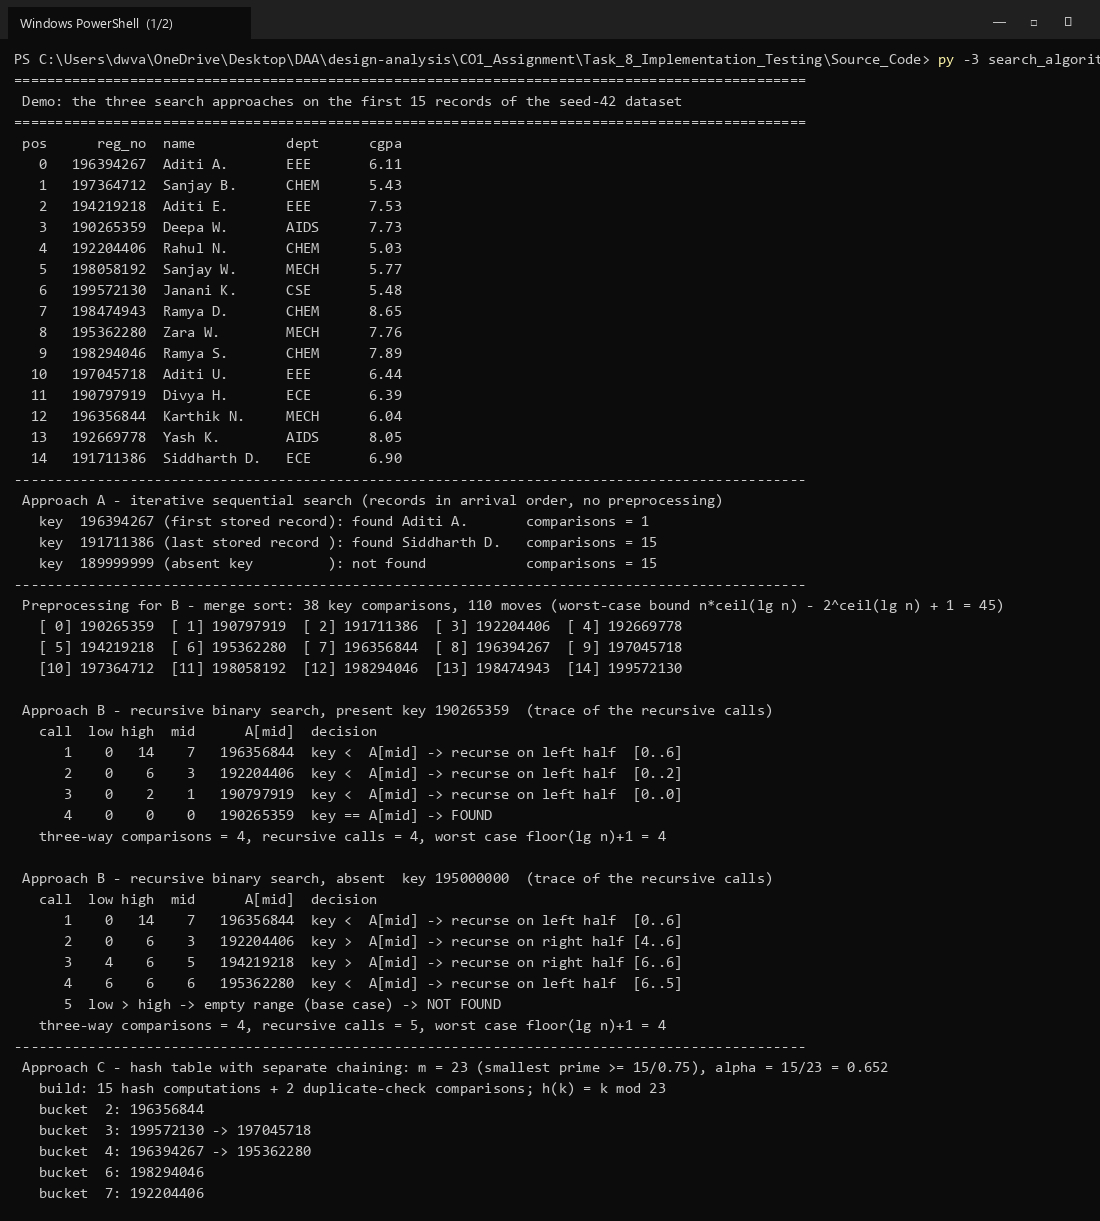 Windows PowerShell (1/2)
PS C:\Users\dwva\OneDrive\Desktop\DAA\design-analysis\CO1_Assignment\Task_8_Implementation_Testing\Source_Code> py -3 search_algorit
================================================================================================
 Demo: the three search approaches on the first 15 records of the seed-42 dataset
================================================================================================
 pos      reg_no  name           dept      cgpa
   0   196394267  Aditi A.       EEE       6.11
   1   197364712  Sanjay B.      CHEM      5.43
   2   194219218  Aditi E.       EEE       7.53
   3   190265359  Deepa W.       AIDS      7.73
   4   192204406  Rahul N.       CHEM      5.03
   5   198058192  Sanjay W.      MECH      5.77
   6   199572130  Janani K.      CSE       5.48
   7   198474943  Ramya D.       CHEM      8.65
   8   195362280  Zara W.        MECH      7.76
   9   198294046  Ramya S.       CHEM      7.89
  10   197045718  Aditi U.       EEE       6.44
  11   190797919  Divya H.       ECE       6.39
  12   196356844  Karthik N.     MECH      6.04
  13   192669778  Yash K.        AIDS      8.05
  14   191711386  Siddharth D.   ECE       6.90
------------------------------------------------------------------------------------------------
 Approach A - iterative sequential search (records in arrival order, no preprocessing)
   key  196394267 (first stored record): found Aditi A.       comparisons = 1
   key  191711386 (last stored record ): found Siddharth D.   comparisons = 15
   key  189999999 (absent key         ): not found            comparisons = 15
------------------------------------------------------------------------------------------------
 Preprocessing for B - merge sort: 38 key comparisons, 110 moves (worst-case bound n*ceil(lg n) - 2^ceil(lg n) + 1 = 45)
   [ 0] 190265359  [ 1] 190797919  [ 2] 191711386  [ 3] 192204406  [ 4] 192669778
   [ 5] 194219218  [ 6] 195362280  [ 7] 196356844  [ 8] 196394267  [ 9] 197045718
   [10] 197364712  [11] 198058192  [12] 198294046  [13] 198474943  [14] 199572130
 Approach B - recursive binary search, present key 190265359  (trace of the recursive calls)
   call  low high  mid      A[mid]  decision
      1    0   14    7   196356844  key <  A[mid] -> recurse on left half  [0..6]
      2    0    6    3   192204406  key <  A[mid] -> recurse on left half  [0..2]
      3    0    2    1   190797919  key <  A[mid] -> recurse on left half  [0..0]
      4    0    0    0   190265359  key == A[mid] -> FOUND
   three-way comparisons = 4, recursive calls = 4, worst case floor(lg n)+1 = 4
 Approach B - recursive binary search, absent  key 195000000  (trace of the recursive calls)
   call  low high  mid      A[mid]  decision
      1    0   14    7   196356844  key <  A[mid] -> recurse on left half  [0..6]
      2    0    6    3   192204406  key >  A[mid] -> recurse on right half [4..6]
      3    4    6    5   194219218  key >  A[mid] -> recurse on right half [6..6]
      4    6    6    6   195362280  key <  A[mid] -> recurse on left half  [6..5]
      5  low > high -> empty range (base case) -> NOT FOUND
   three-way comparisons = 4, recursive calls = 5, worst case floor(lg n)+1 = 4
------------------------------------------------------------------------------------------------
 Approach C - hash table with separate chaining: m = 23 (smallest prime >= 15/0.75), alpha = 15/23 = 0.652
   build: 15 hash computations + 2 duplicate-check comparisons; h(k) = k mod 23
   bucket  2: 196356844
   bucket  3: 199572130 -> 197045718
   bucket  4: 196394267 -> 195362280
   bucket  6: 198294046
   bucket  7: 192204406